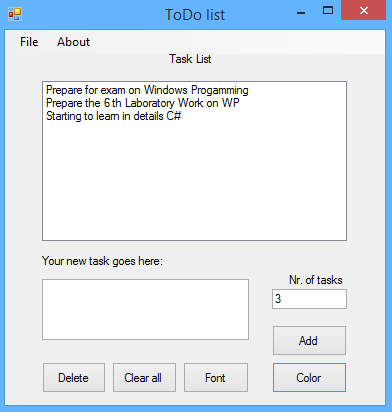 ToDo list
File About
Task List
Prepare for exam on Windows Progamming
Prepare the 6 th Laboratory Work on WP
Starting to learn in details C#
Your new task goes here:
Nr. of tasks
3
Add
Delete Clear all Font Color